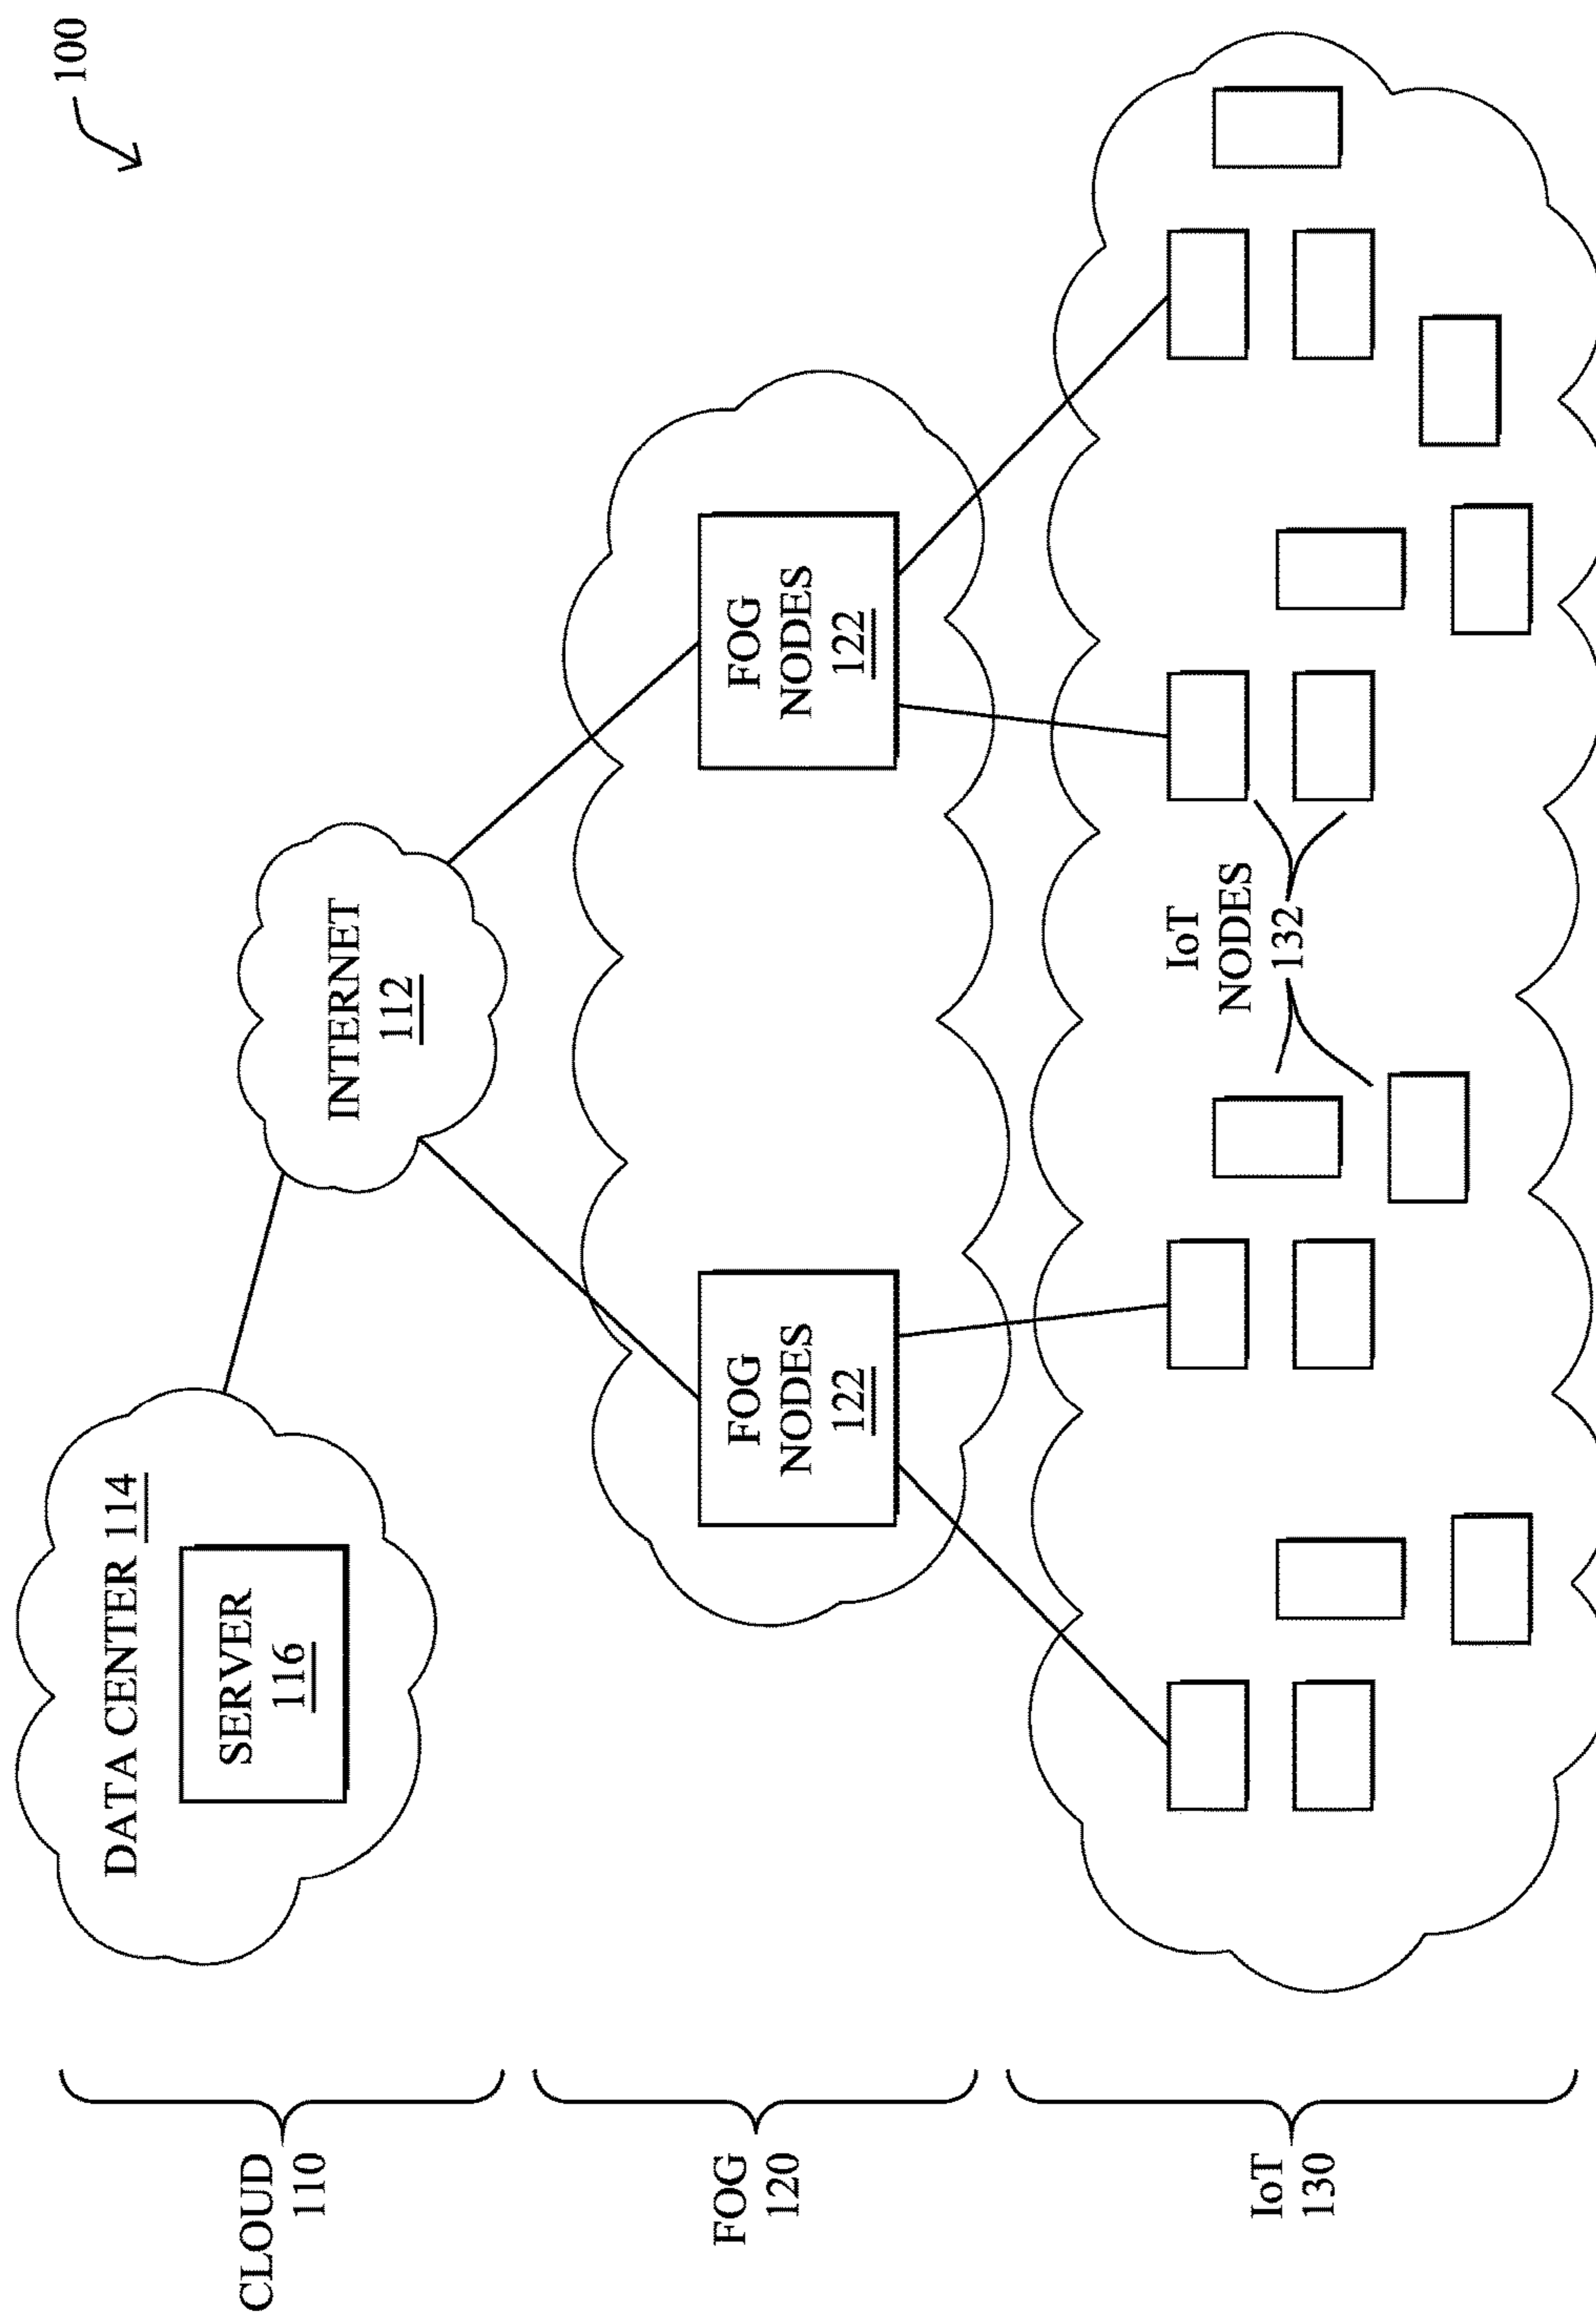 100
DATA CENTER 114
SERVER
116
INTERNET
112
CLOUD
110
FOG
NODES
122
FOG
NODES
122
FOG
120
IoT
NODES
132
IoT
130